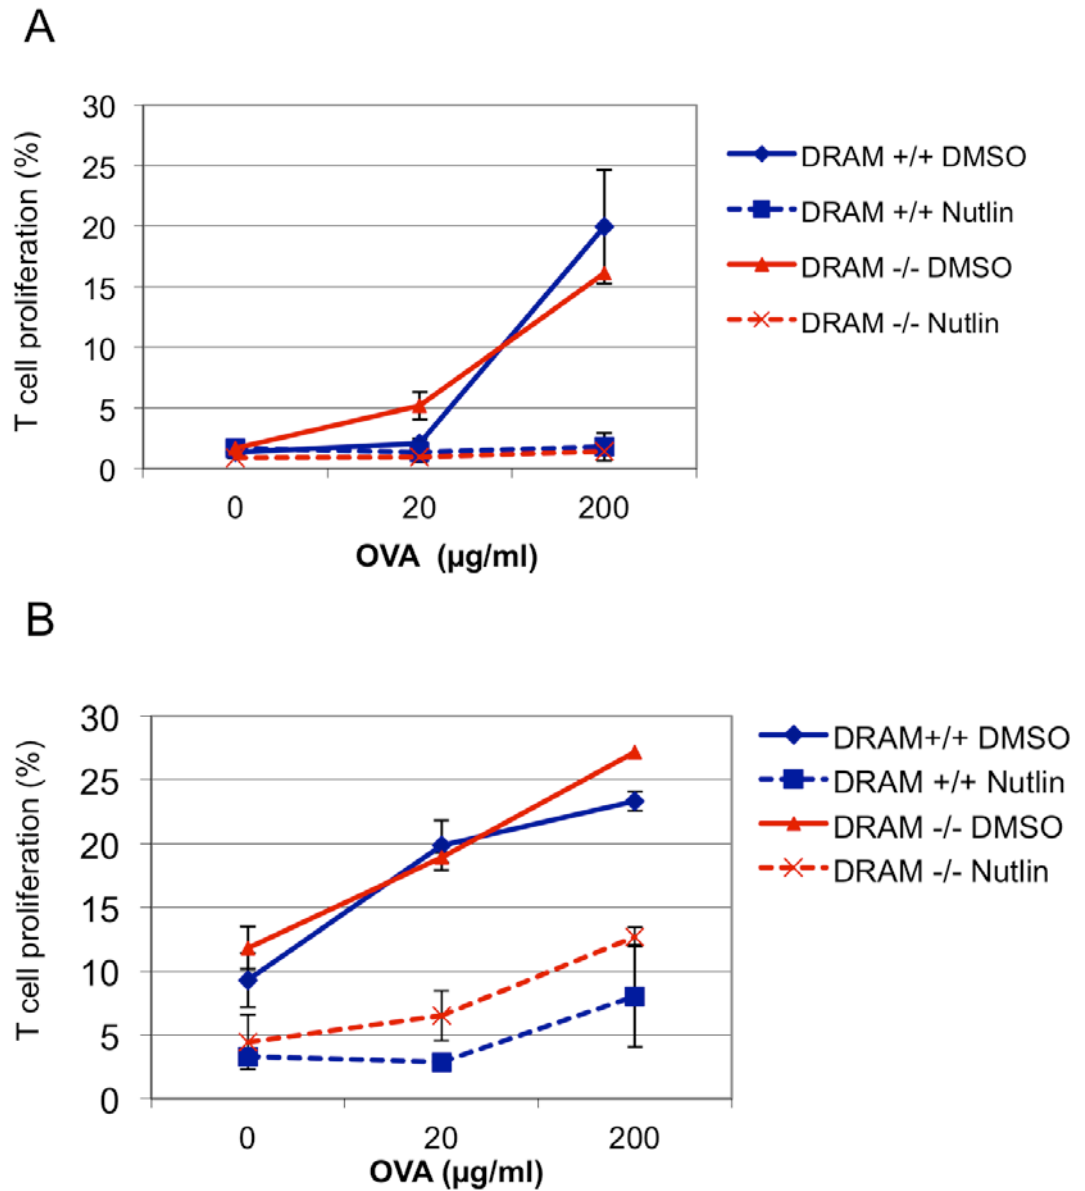 A
30
25
20
15
10
5
0
T cell proliferation (%)
0 20 200
OVA (µg/ml)
DRAM +/+ DMSO
DRAM +/+ Nutlin
DRAM -/- DMSO
DRAM -/- Nutlin
B
30
25
20
15
10
5
0
T cell proliferation (%)
0 20 200
OVA (µg/ml)
DRAM+/+ DMSO
DRAM +/+ Nutlin
DRAM -/- DMSO
DRAM -/- Nutlin